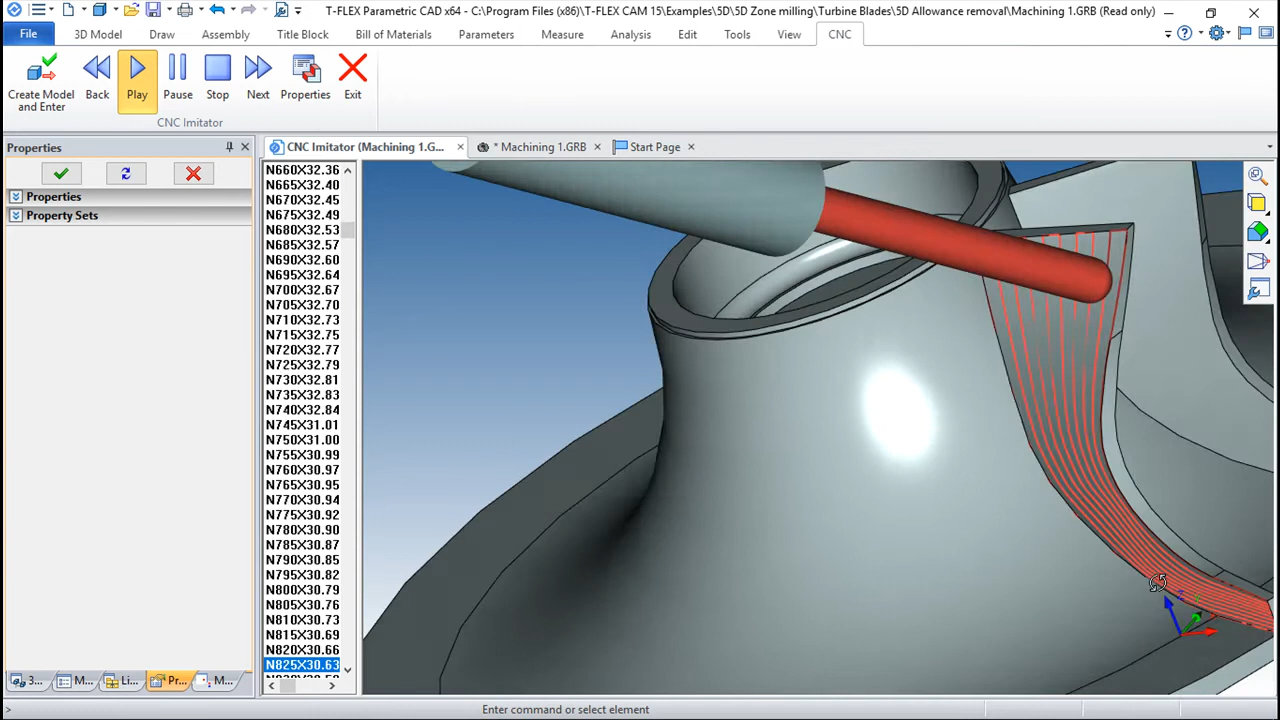 T-FLEX Parametric CAD x64 - C:\Program Files (x86)\T-FLEX CAM 15\Examples\5D\5D Zone milling\Turbine Blades\5D Allowance removal\Machining 1.GRB (Read only)
File 3D Model Draw Assembly Title Block Bill of Materials Parameters Measure Analysis Edit Tools View CNC
Create Model and Enter
Back
Play
Pause
Stop
Next
Properties
Exit
CNC Imitator
Properties
Properties
Property Sets
CNC Imitator (Machining 1.G...
* Machining 1.GRB
Start Page
N660X32.36
N665X32.40
N670X32.45
N675X32.49
N680X32.53
N685X32.57
N690X32.60
N695X32.64
N700X32.67
N705X32.70
N710X32.73
N715X32.75
N720X32.77
N725X32.79
N730X32.81
N735X32.83
N740X32.84
N745X31.01
N750X31.00
N755X30.99
N760X30.97
N765X30.95
N770X30.94
N775X30.92
N780X30.90
N785X30.87
N790X30.85
N795X30.82
N800X30.79
N805X30.76
N810X30.73
N815X30.69
N820X30.66
N825X30.63
3... M... Li... Pr... M...
> Enter command or select element